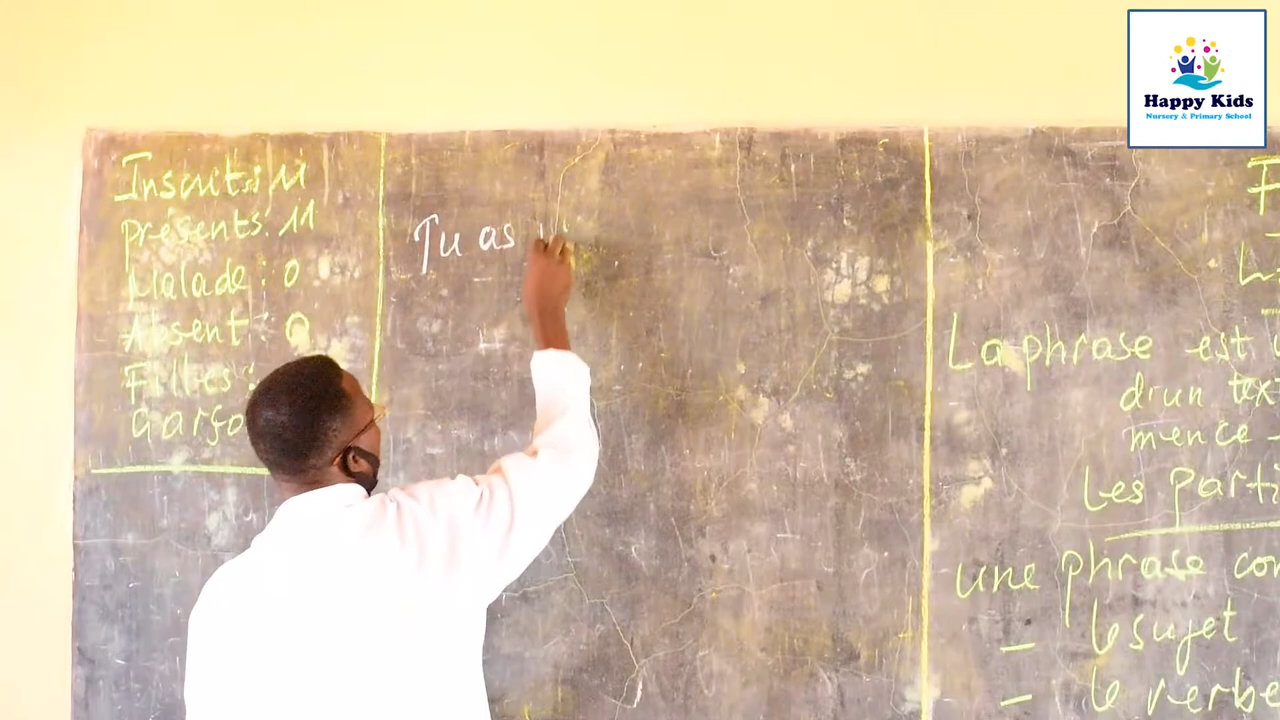 Happy Kids
Nursery & Primary School
Inscrits: 11
présents: 11
Malade: 0
Absent: 0
Filles:
Garço
Tu as
La phrase est
d'un tex
mence
Les parti
une phrase con
- le sujet
- le verbe